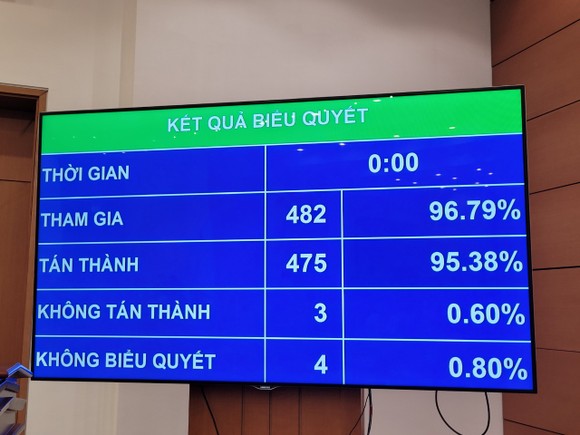 KẾT QUẢ BIỂU QUYẾT
THỜI GIAN 0:00
THAM GIA 482 96.79%
TÁN THÀNH 475 95.38%
KHÔNG TÁN THÀNH 3 0.60%
KHÔNG BIỂU QUYẾT 4 0.80%